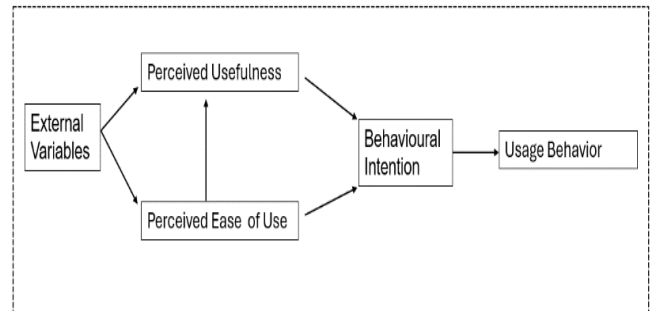 Perceived Usefulness
External
Variables
Behavioural
Intention
Usage Behavior
Perceived Ease of Use